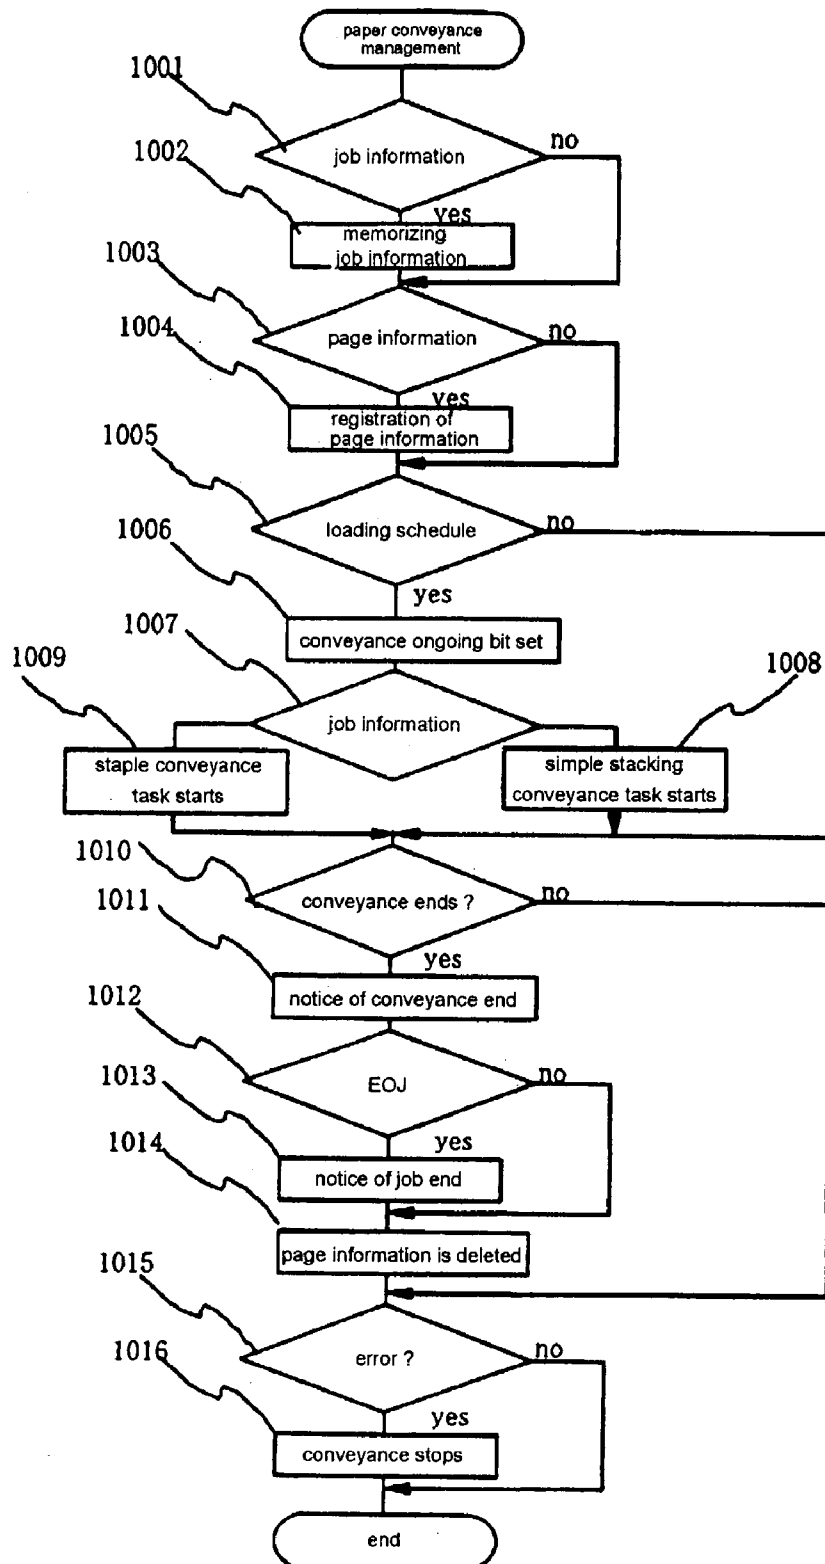 paper conveyance
management
1001
job information
no
1002
yes
memorizing
job information
1003
page information
no
1004
yes
registration of
page information
1005
loading schedule
no
1006
yes
conveyance ongoing bit set
1007
1009
1008
job information
staple conveyance
task starts
simple stacking
conveyance task starts
1010
conveyance ends ?
no
1011
yes
notice of conveyance end
1012
EOJ
no
1013
yes
1014
notice of job end
page information is deleted
1015
error ?
no
1016
yes
conveyance stops
end